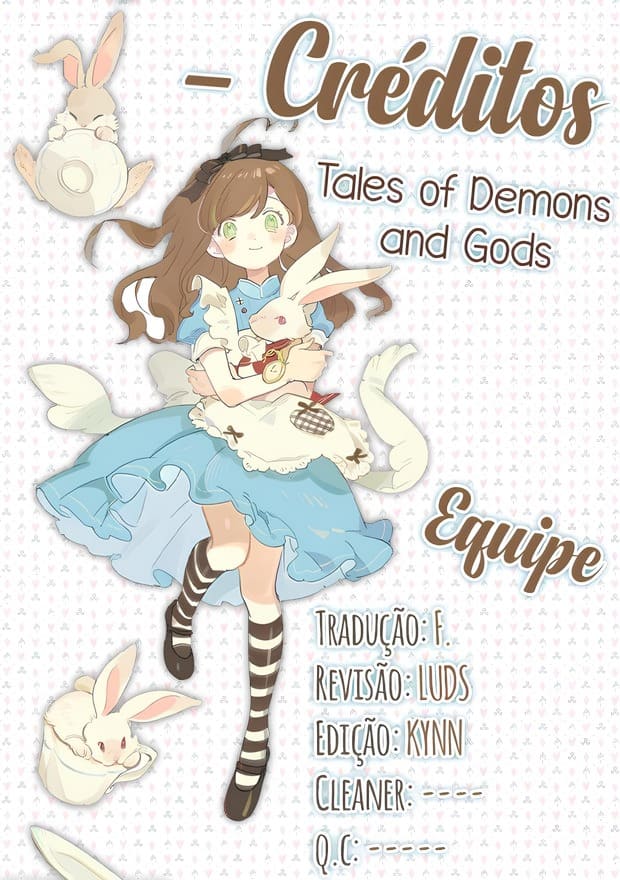 - Créditos
Tales of Demons
and Gods
Equipe
TRADUÇÃO: F.
REVISÃO: LUDS
EDIÇÃO: KYNN
CLEANER: ----
Q.C: -----